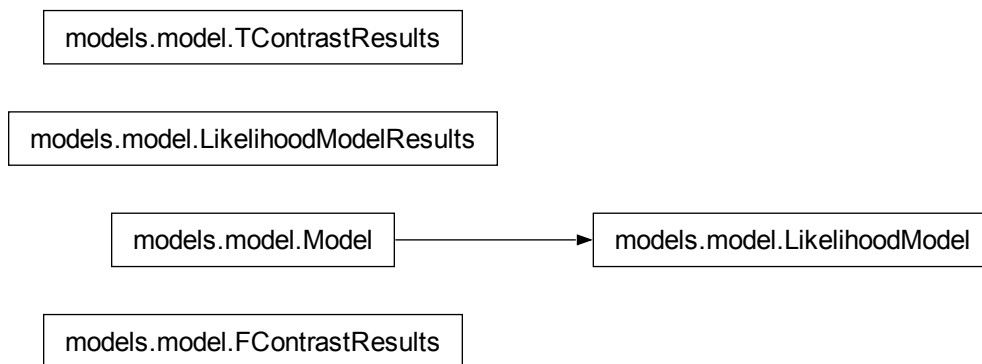 models.model.TContrastResults
models.model.LikelihoodModelResults
models.model.Model
models.model.LikelihoodModel
models.model.FContrastResults